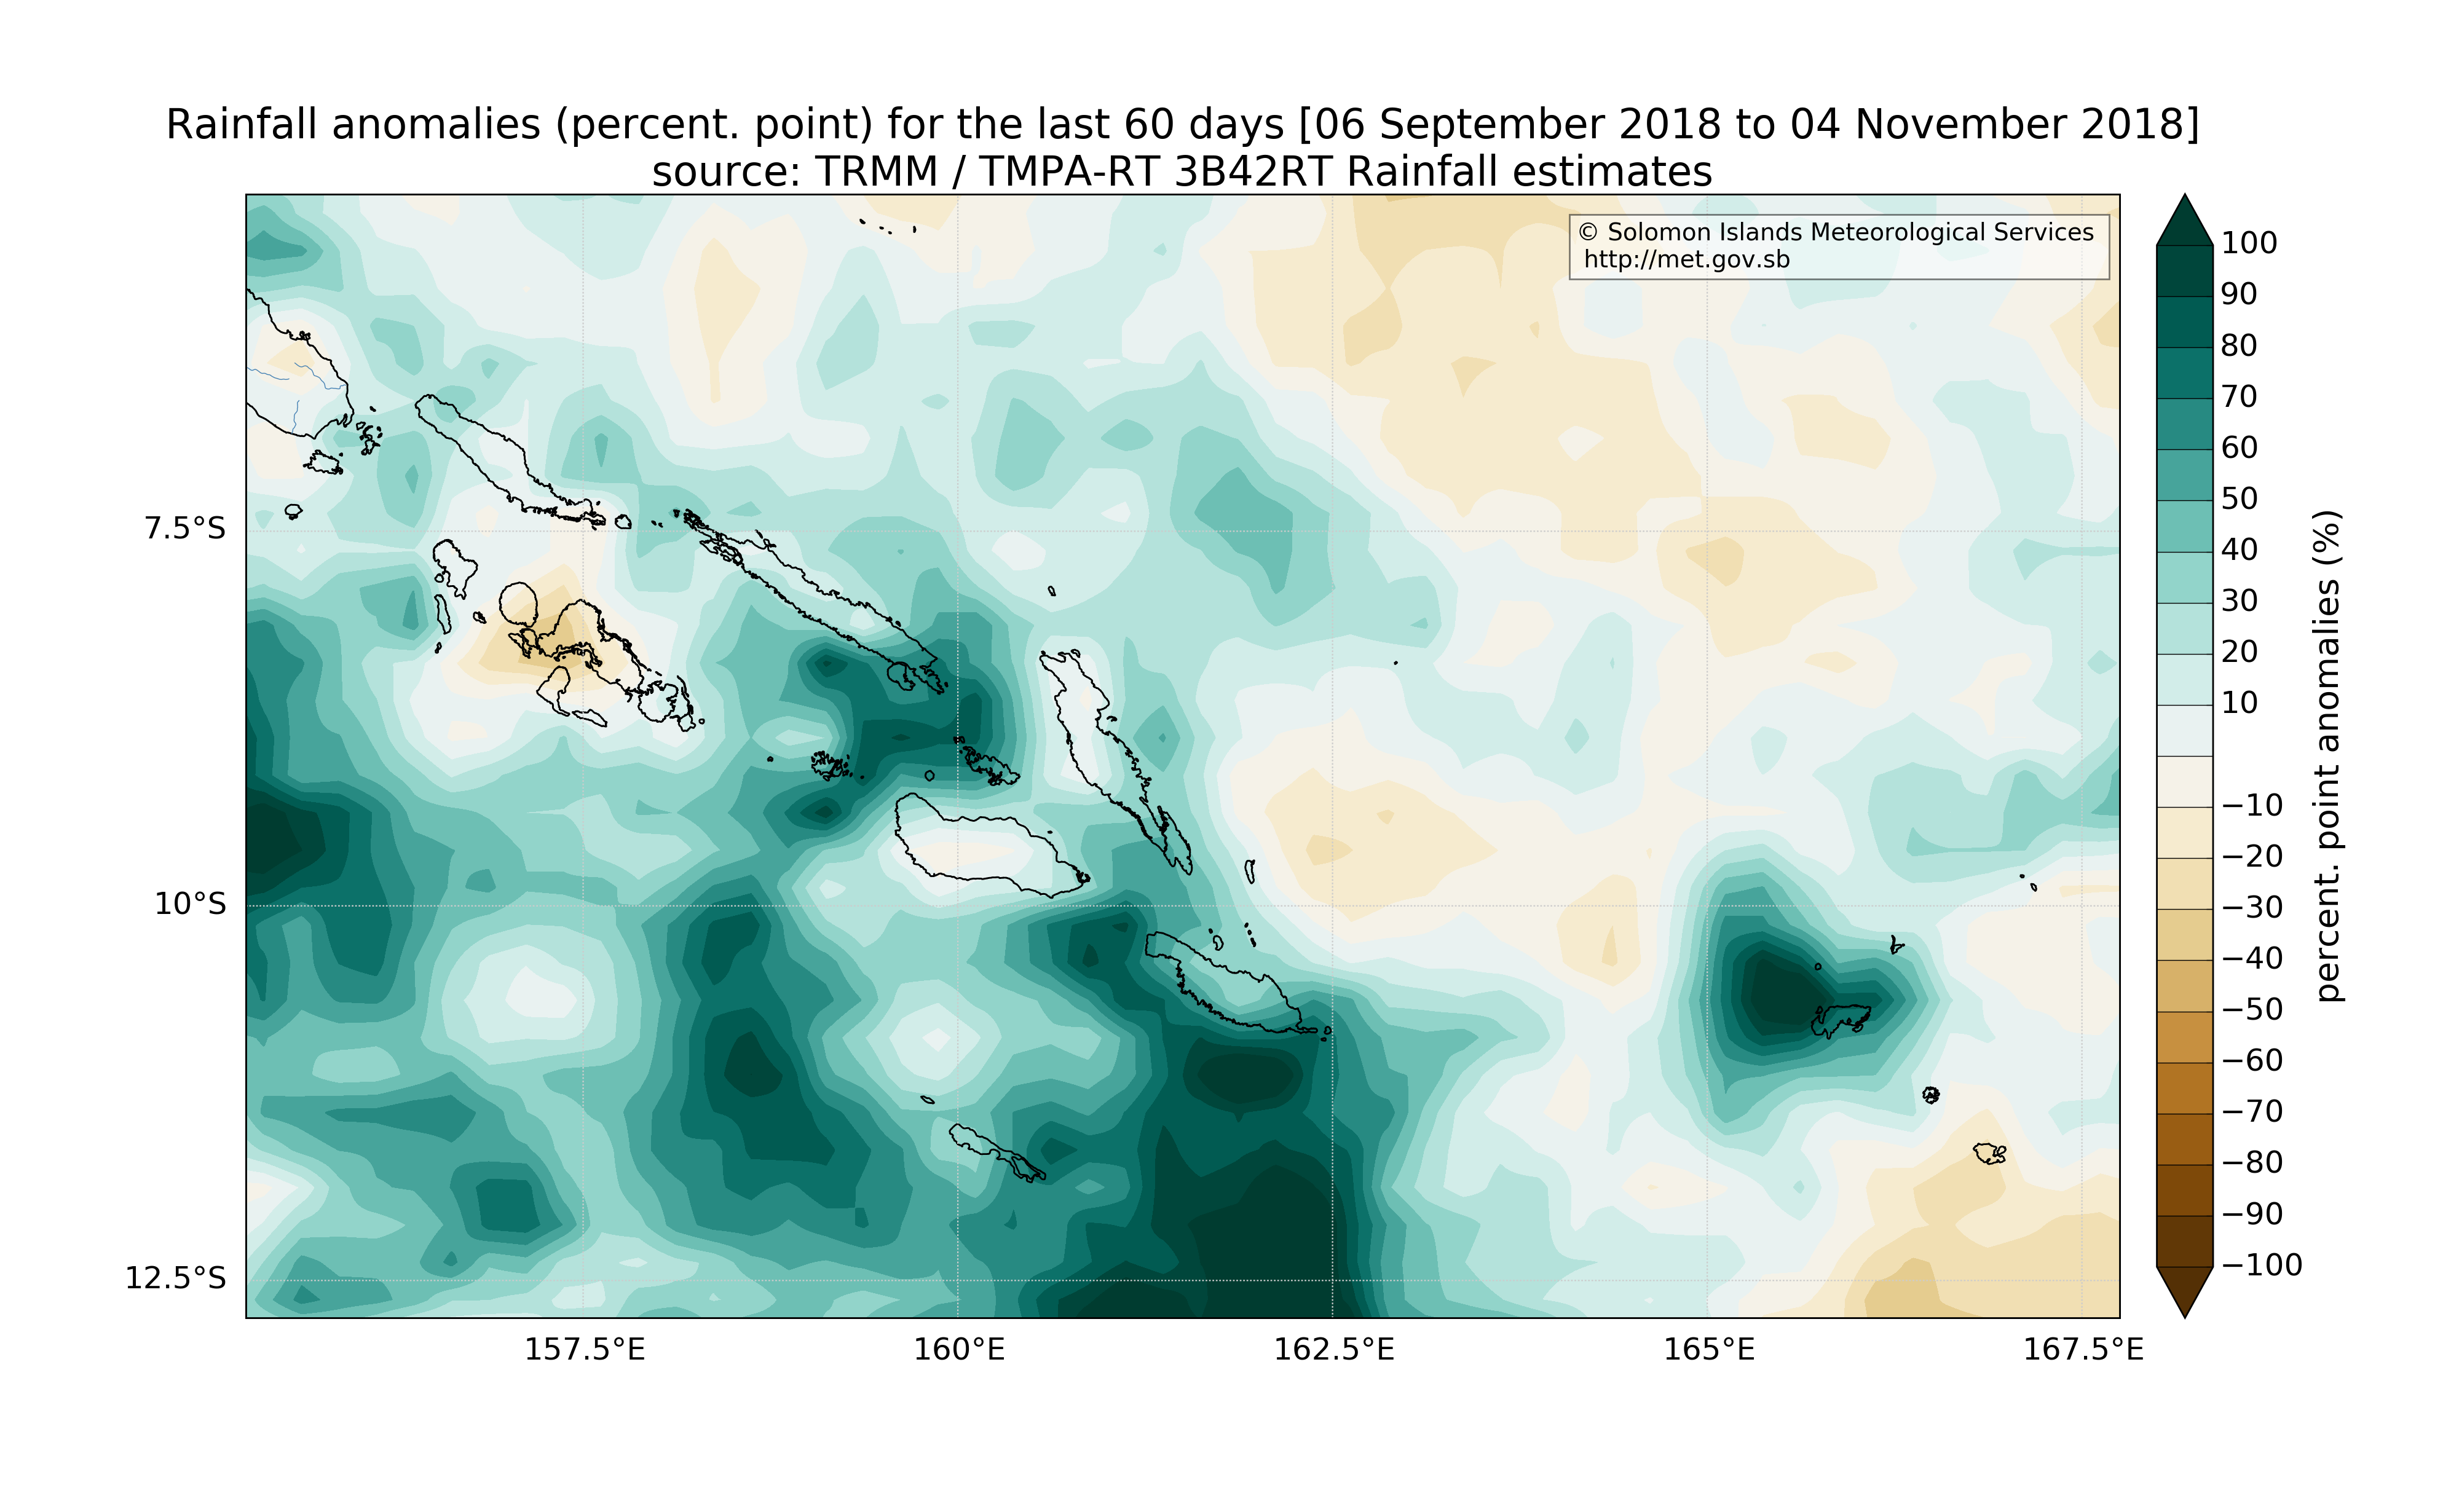 Rainfall anomalies (percent. point) for the last 60 days [06 September 2018 to 04 November 2018]
source: TRMM / TMPA-RT 3B42RT Rainfall estimates
© Solomon Islands Meteorological Services
http://met.gov.sb
7.5°S
10°S
12.5°S
157.5°E
160°E
162.5°E
165°E
167.5°E
100
90
80
70
60
50
40
30
20
10
−10
−20
−30
−40
−50
−60
−70
−80
−90
−100
percent. point anomalies (%)